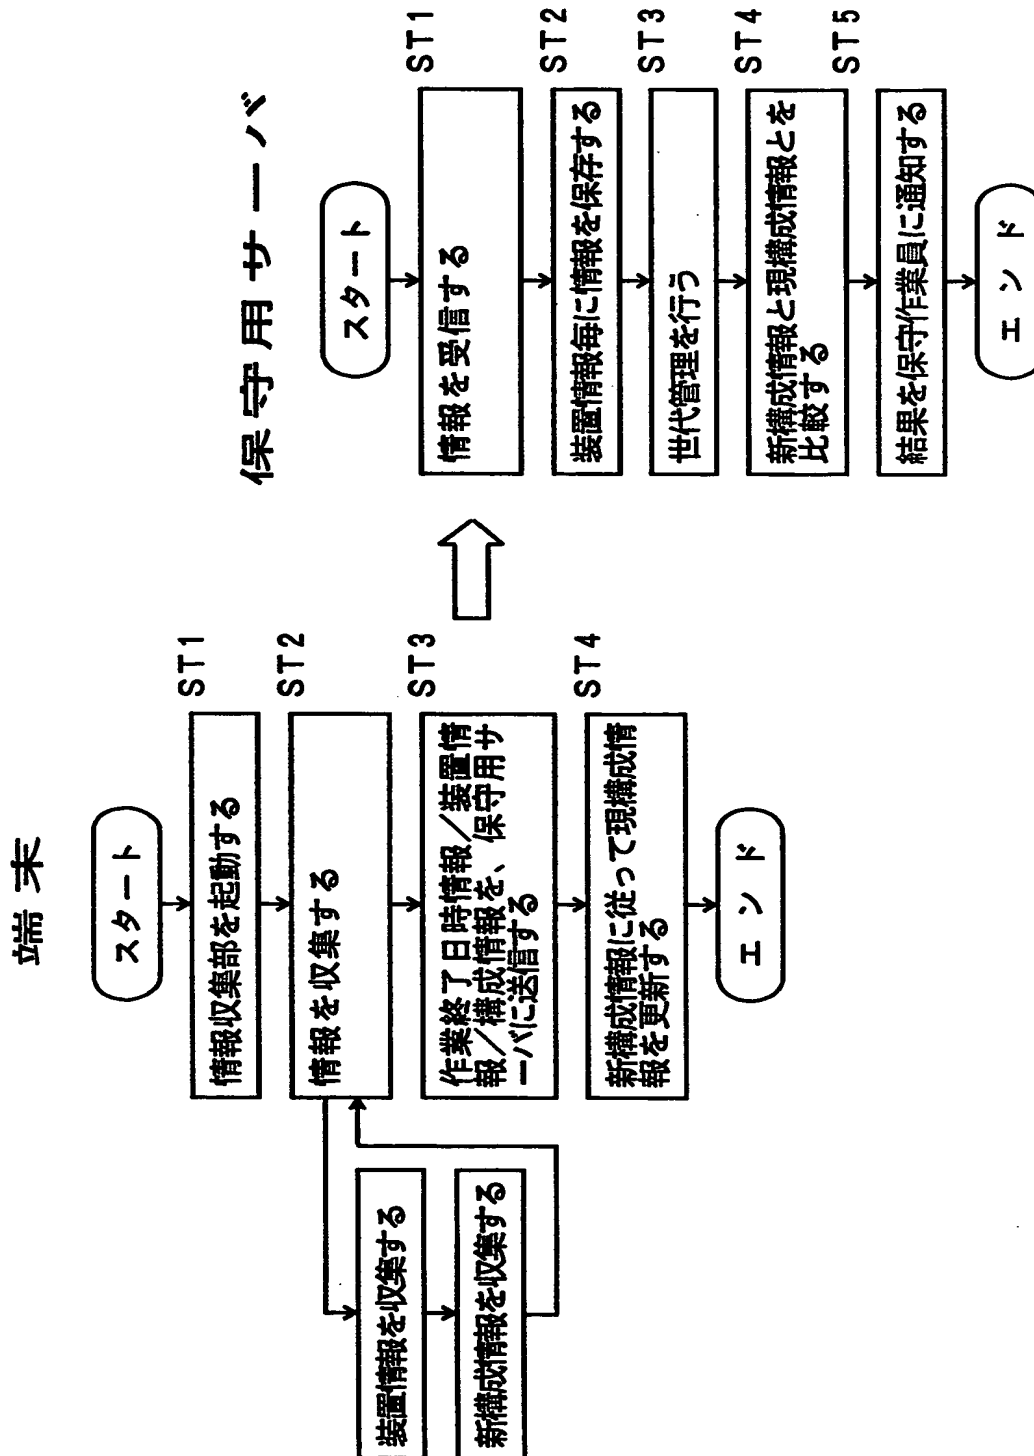 端末
スタート
ST1
情報収集部を起動する
ST2
情報を収集する
装置情報を収集する
新構成情報を収集する
ST3
作業終了日時情報／装置情
報／構成情報を、保守用サ
ーバに送信する
ST4
新構成情報に従って現構成情
報を更新する
エンド
保守用サーバ
スタート
ST1
情報を受信する
ST2
装置情報毎に情報を保存する
ST3
世代管理を行う
ST4
新構成情報と現構成情報とを
比較する
ST5
結果を保守作業員に通知する
エンド